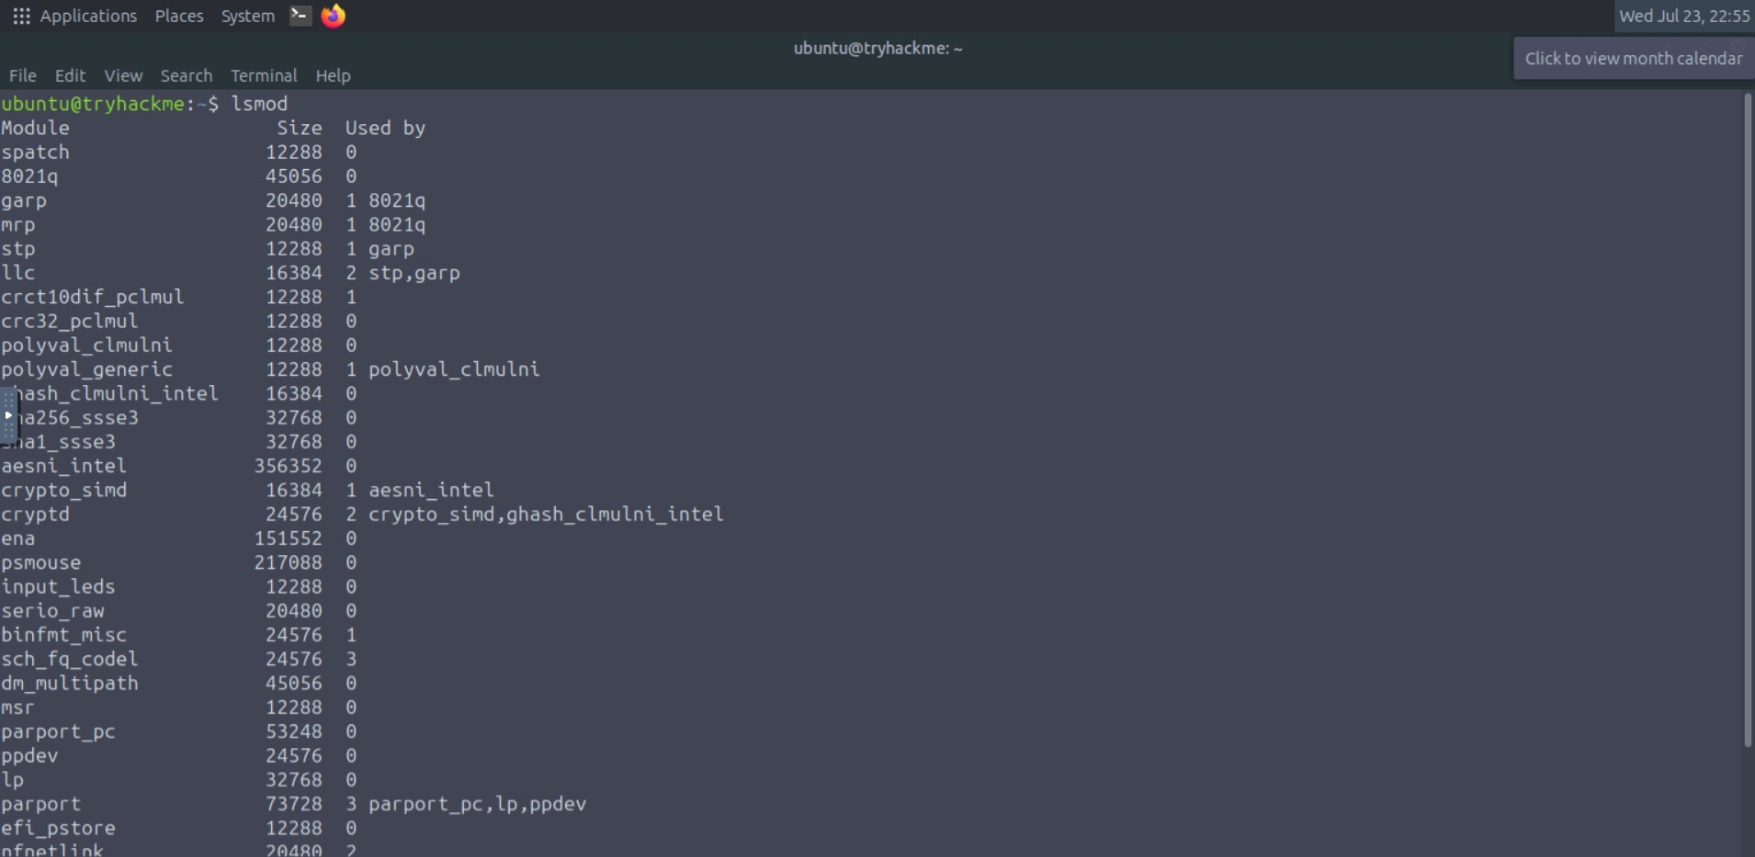 Applications Places System Wed Jul 23, 22:55
ubuntu@tryhackme: ~
Click to view month calendar
File Edit View Search Terminal Help
ubuntu@tryhackme:~$ lsmod
Module                  Size  Used by
spatch                 12288  0
8021q                  45056  0
garp                   20480  1 8021q
mrp                    20480  1 8021q
stp                    12288  1 garp
llc                    16384  2 stp,garp
crct10dif_pclmul       12288  1
crc32_pclmul           12288  0
polyval_clmulni        12288  0
polyval_generic        12288  1 polyval_clmulni
hash_clmulni_intel     16384  0
ha256_ssse3            32768  0
ha1_ssse3              32768  0
aesni_intel           356352  0
crypto_simd            16384  1 aesni_intel
cryptd                 24576  2 crypto_simd,ghash_clmulni_intel
ena                   151552  0
psmouse               217088  0
input_leds             12288  0
serio_raw              20480  0
binfmt_misc            24576  1
sch_fq_codel           24576  3
dm_multipath           45056  0
msr                    12288  0
parport_pc             53248  0
ppdev                  24576  0
lp                     32768  0
parport                73728  3 parport_pc,lp,ppdev
efi_pstore             12288  0
nfnetlink              20480  2